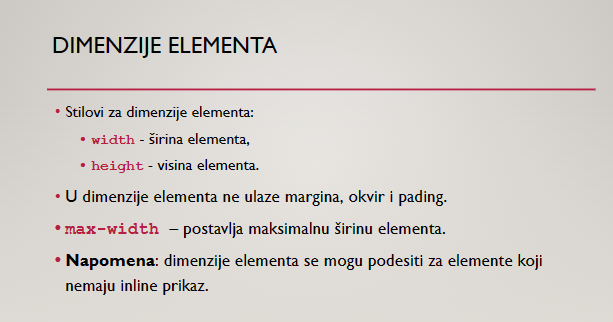 DIMENZIJE ELEMENTA
• Stilovi za dimenzije elementa:
• width - širina elementa,
• height - visina elementa.
• U dimenzije elementa ne ulaze margina, okvir i pading.
• max-width – postavlja maksimalnu širinu elementa.
• Napomena: dimenzije elementa se mogu podesiti za elemente koji
nemaju inline prikaz.